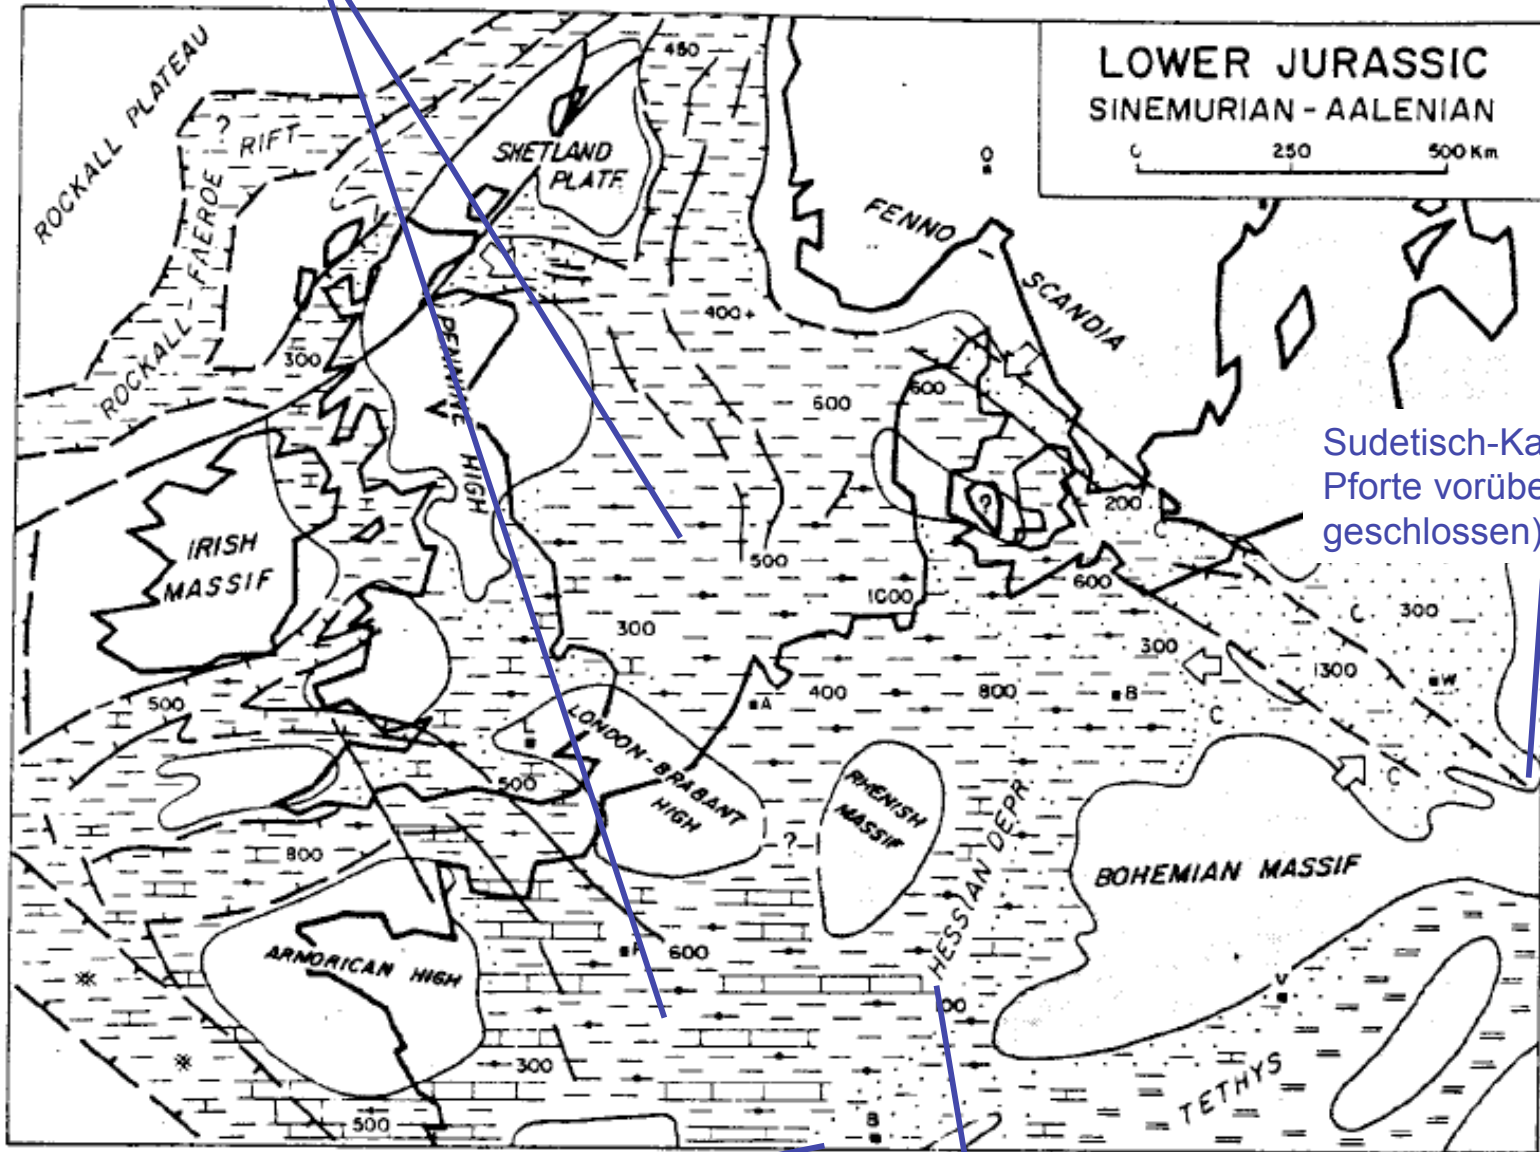 LOWER JURASSIC
SINEMURIAN - AALENIAN
250
500 Km
ROCKALL PLATEAU
?
RIFT
ROCKALL - FAEROE
450
SHETLAND
PLATF.
O
FENNO
SCANDIA
400+
300
PENNINE HIGH
600
600
Sudetisch-Ka
Pforte vorübe
geschlossen)
?
200
C
IRISH
MASSIF
500
600
1000
C
300
300
300
1300
W
500
400
800
B
A
C
LONDON-BRABANT
HIGH
L
500
C
RHENISH
MASSIF
?
HESSIAN DEPR.
800
BOHEMIAN MASSIF
ARMORICAN HIGH
P
600
00
V
300
TETHYS
500
B